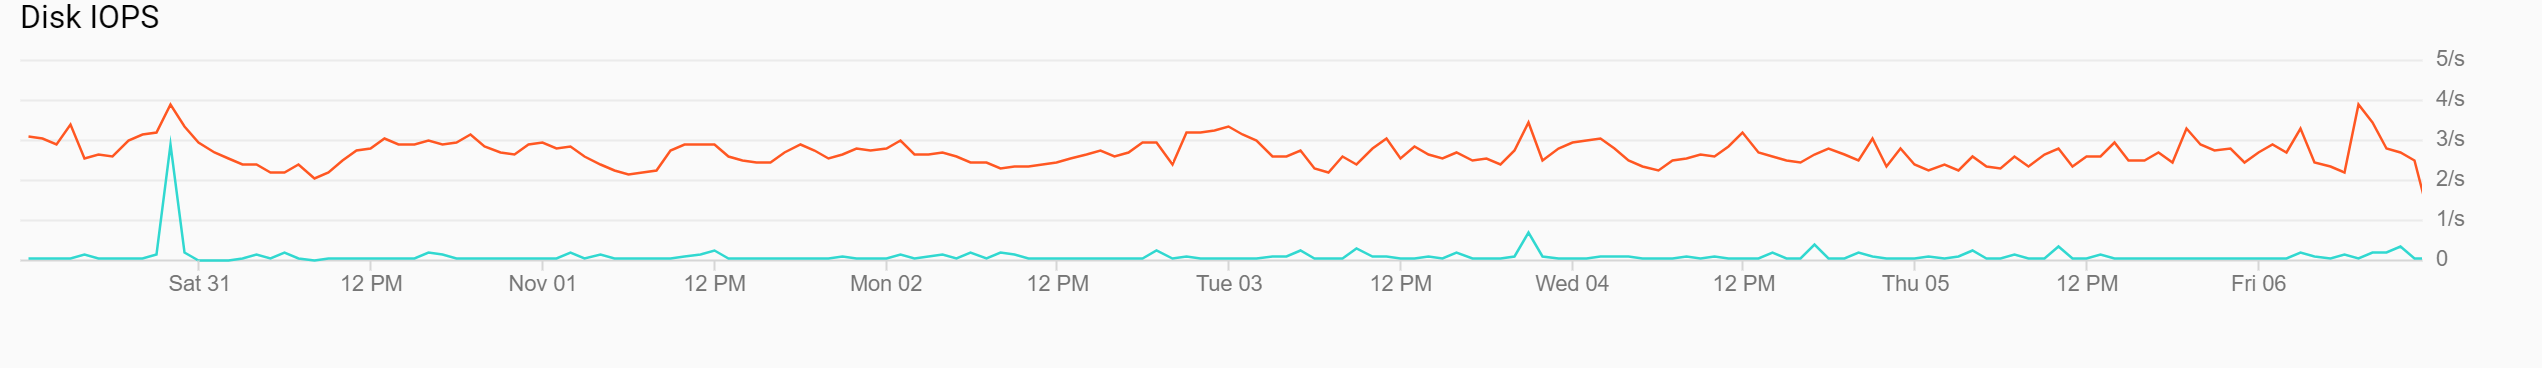 Disk IOPS
5/s
4/s
3/s
2/s
1/s
0
Sat 31 12 PM Nov 01 12 PM Mon 02 12 PM Tue 03 12 PM Wed 04 12 PM Thu 05 12 PM Fri 06